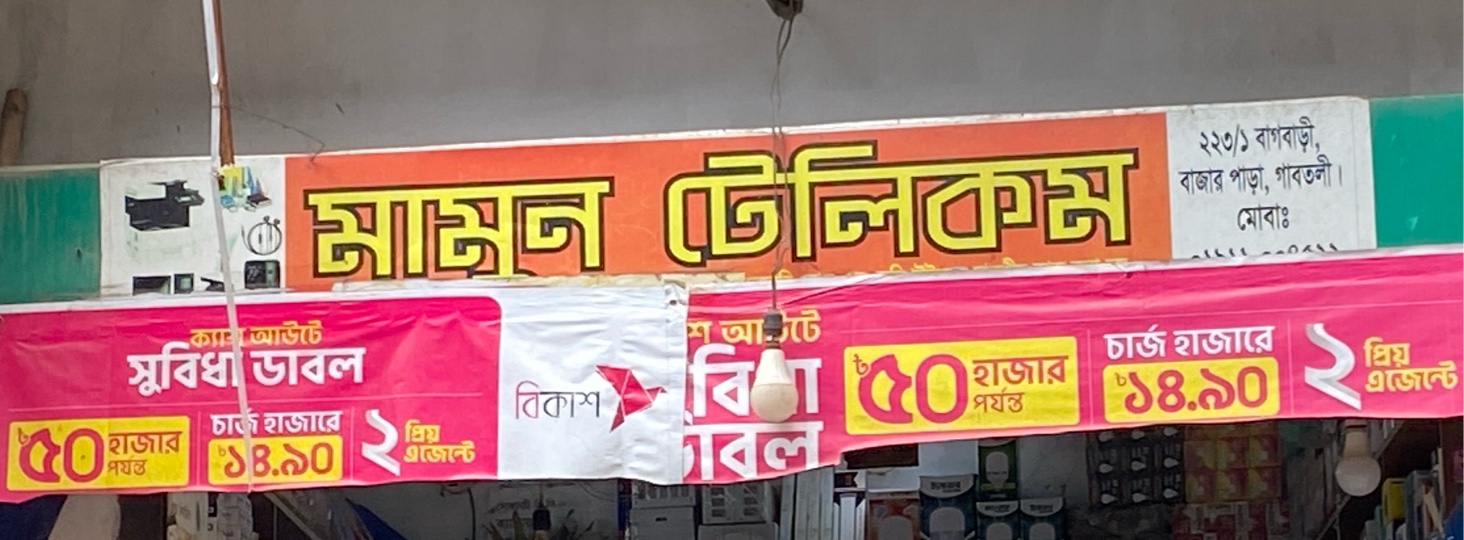 মামুন টেলিকম
২২৩/১ বাগবাড়ী,
বাজার পাড়া, গাবতলী।
মোবাঃ
ক্যাশ আউটে
সুবিধা ডাবল
৳৫০ হাজার পর্যন্ত
চার্জ হাজারে
৳১৪.৯০
২ প্রিয় এজেন্টে
বিকাশ
আউটে
ডাবল
৳৫০ হাজার পর্যন্ত
চার্জ হাজারে
৳১৪.৯০
২ প্রিয় এজেন্টে